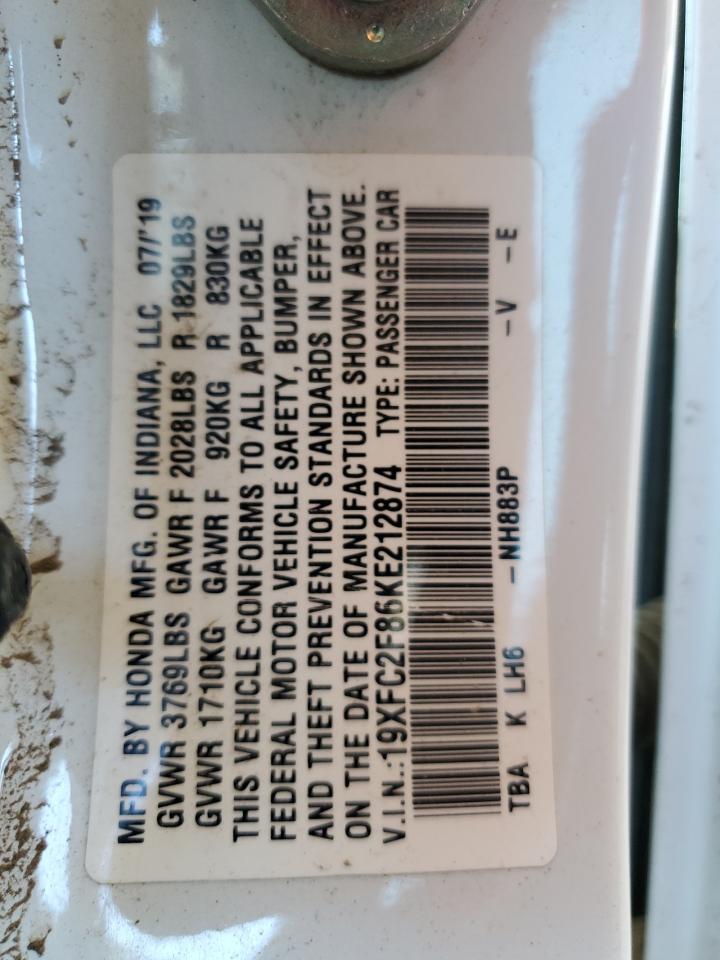 MFD. BY HONDA MFG. OF INDIANA, LLC 07/'19
GVWR 3769LBS GAWR F 2028LBS R 1829LBS
GVWR 1710KG GAWR F 920KG R 830KG
THIS VEHICLE CONFORMS TO ALL APPLICABLE
FEDERAL MOTOR VEHICLE SAFETY, BUMPER,
AND THEFT PREVENTION STANDARDS IN EFFECT
ON THE DATE OF MANUFACTURE SHOWN ABOVE.
V.I.N.:19XFC2F86KE212874 TYPE: PASSENGER CAR
TBA K LH6 –NH883P –V –E